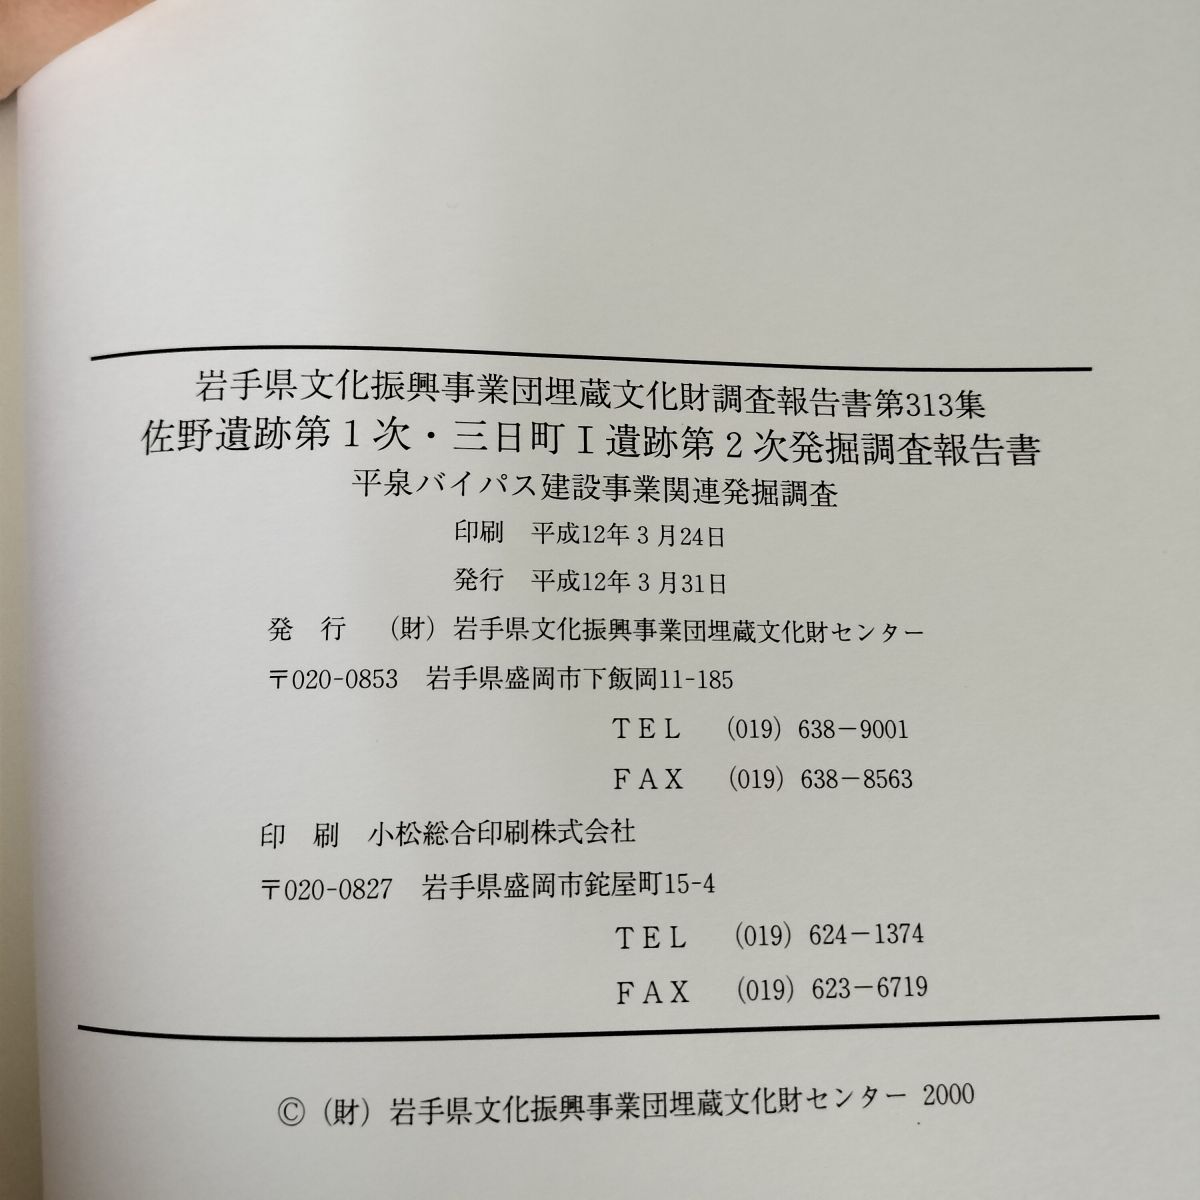 岩手県文化振興事業団埋蔵文化財調査報告書第313集
佐野遺跡第1次・三日町Ⅰ遺跡第2次発掘調査報告書
平泉バイパス建設事業関連発掘調査
印刷　平成12年3月24日
発行　平成12年3月31日
発　行　（財）岩手県文化振興事業団埋蔵文化財センター
〒020-0853　岩手県盛岡市下飯岡11-185
ＴＥＬ　（019）638－9001
ＦＡＸ　（019）638－8563
印　刷　小松総合印刷株式会社
〒020-0827　岩手県盛岡市鉈屋町15-4
ＴＥＬ　（019）624－1374
ＦＡＸ　（019）623－6719
©（財）岩手県文化振興事業団埋蔵文化財センター 2000